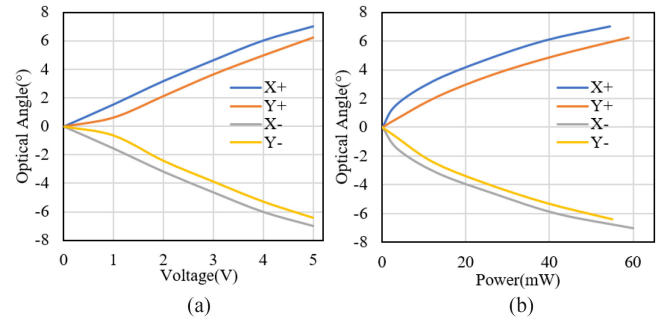 8
6
4
2
0
-2
-4
-6
-8
Optical Angle(°)
X+
Y+
X-
Y-
0 1 2 3 4 5
Voltage(V)
(a)
8
6
4
2
0
-2
-4
-6
-8
Optical Angle(°)
X+
Y+
X-
Y-
0 20 40 60
Power(mW)
(b)